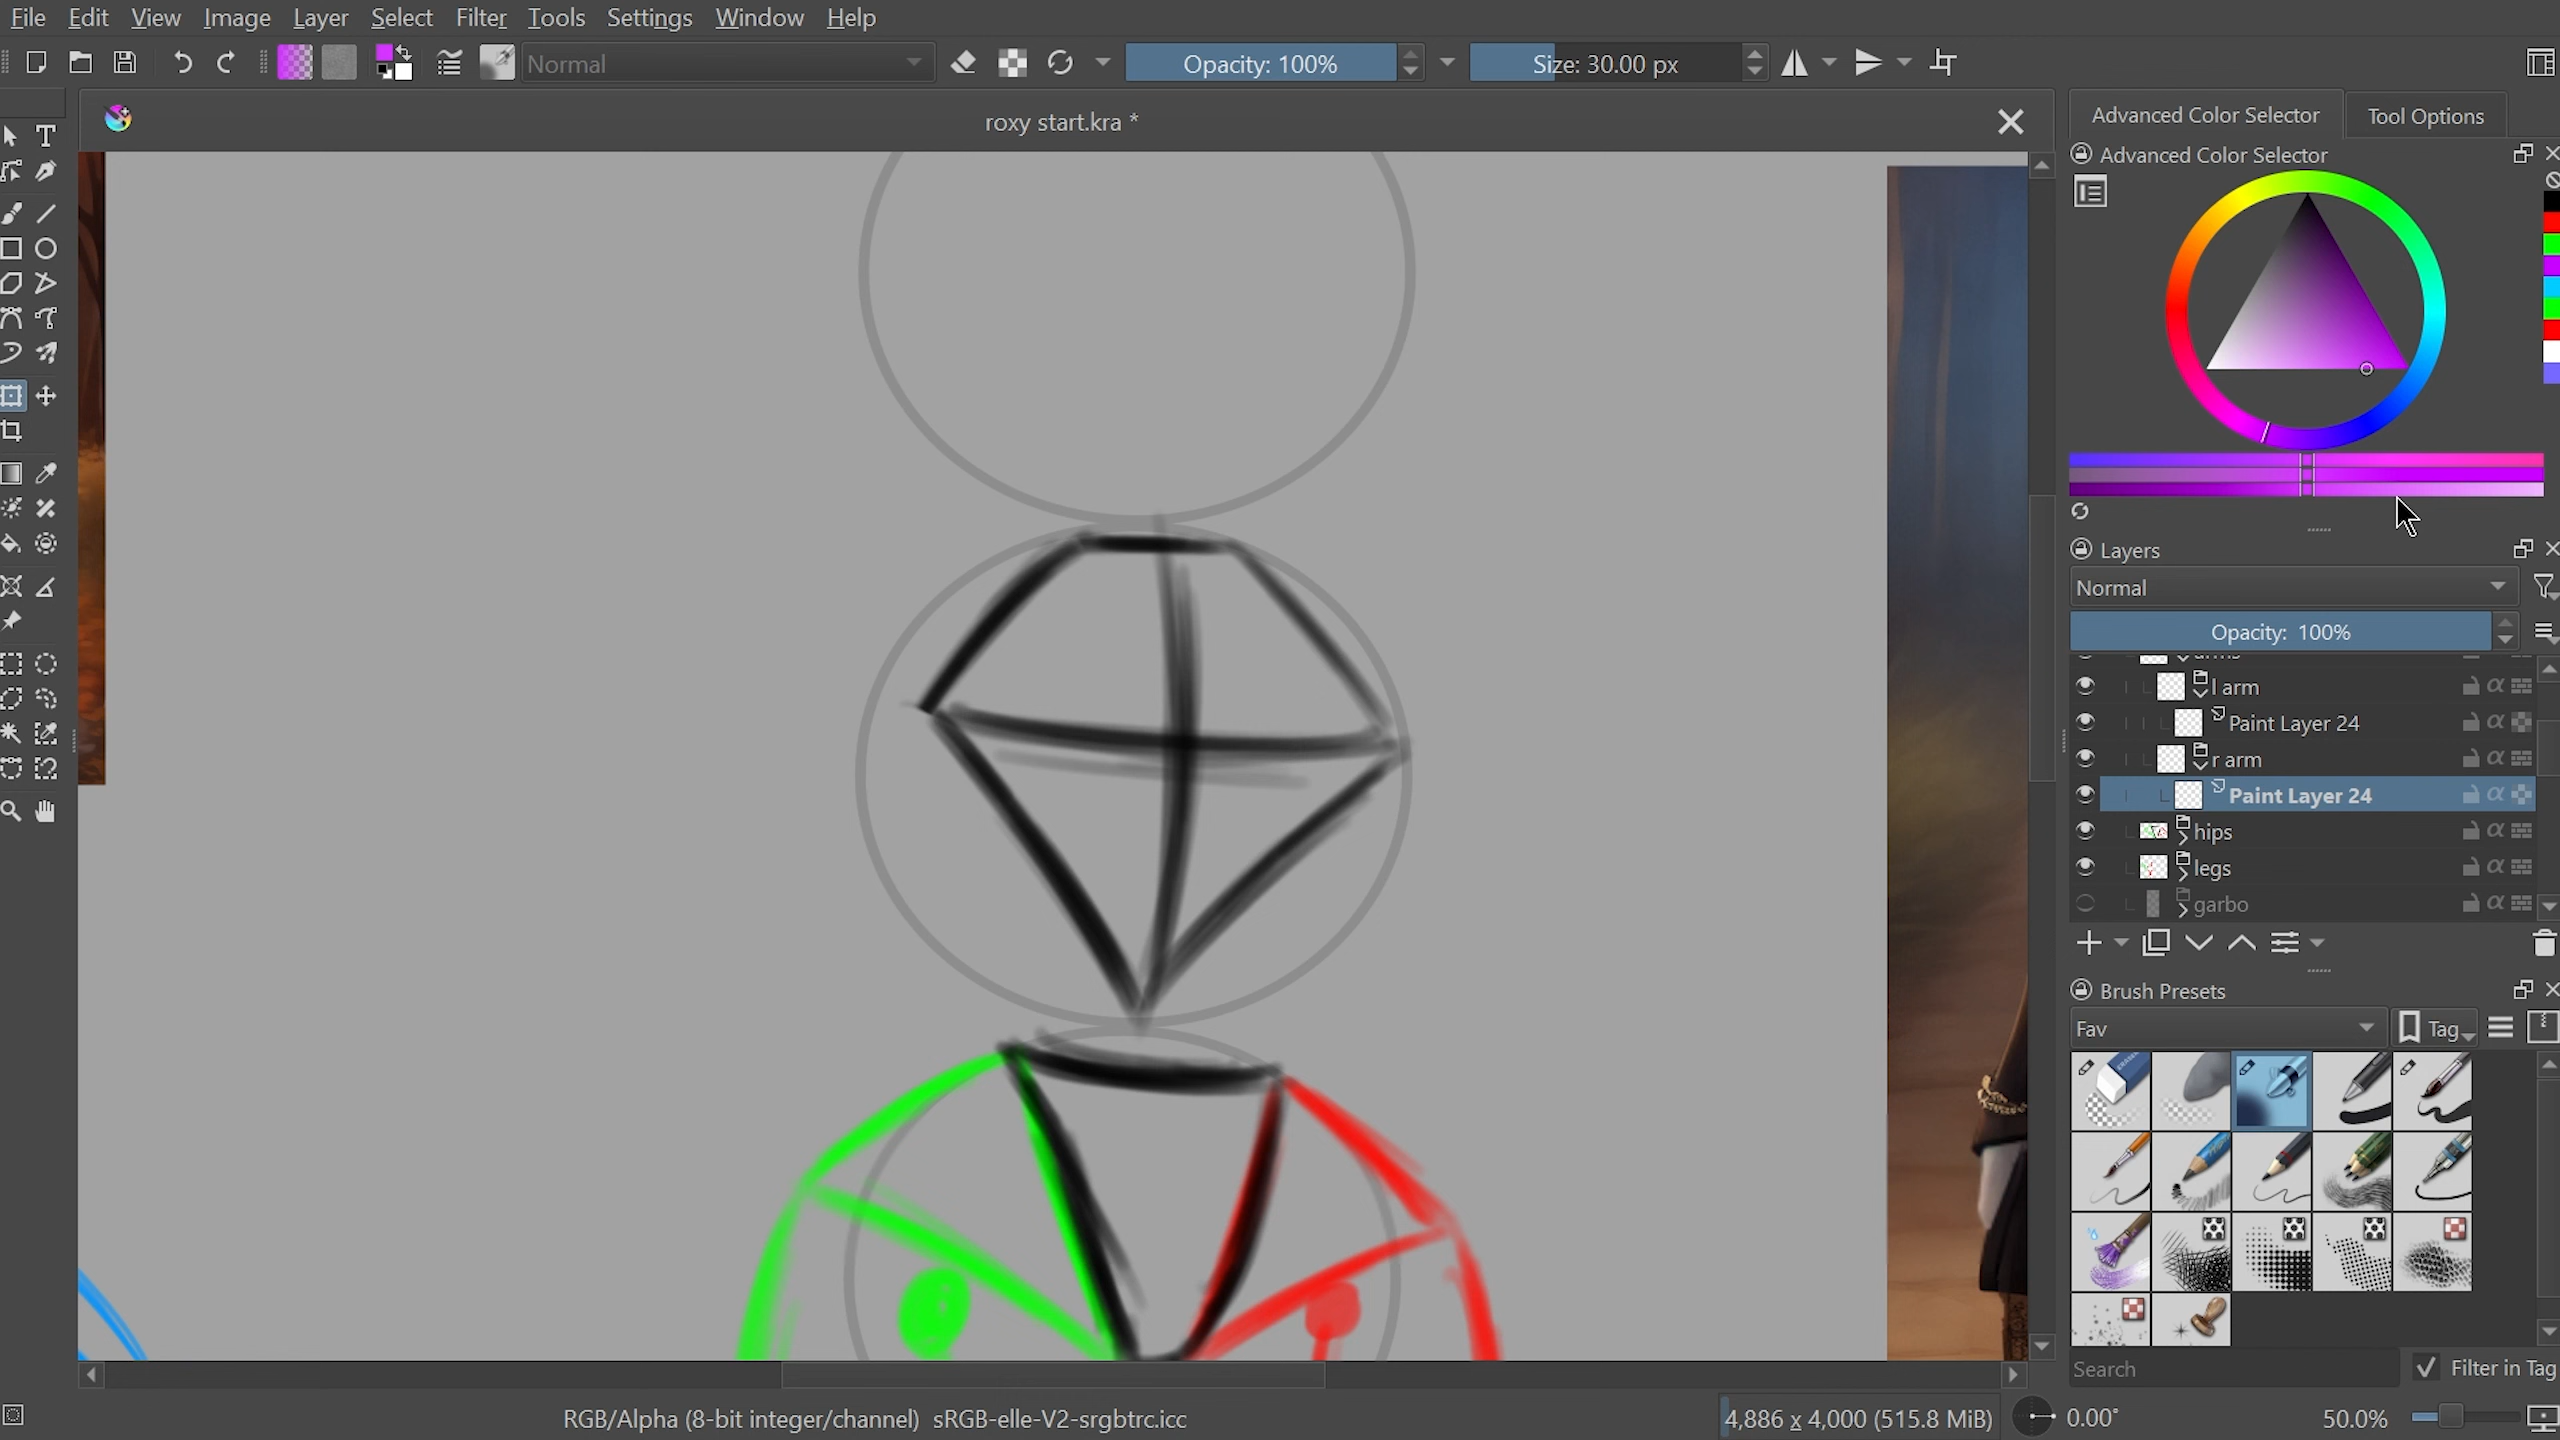 File Edit View Image Layer Select Filter Tools Settings Window Help
Normal Opacity: 100% Size: 30.00 px
roxy start.kra *
Advanced Color Selector Tool Options
Advanced Color Selector
Layers
Normal
Opacity: 100%
l arm
Paint Layer 24
r arm
Paint Layer 24
hips
legs
garbo
Brush Presets
Fav Tag
Search Filter in Tag
RGB/Alpha (8-bit integer/channel) sRGB-elle-V2-srgbtrc.icc 4,886 x 4,000 (515.8 MiB) 0.00° 50.0%